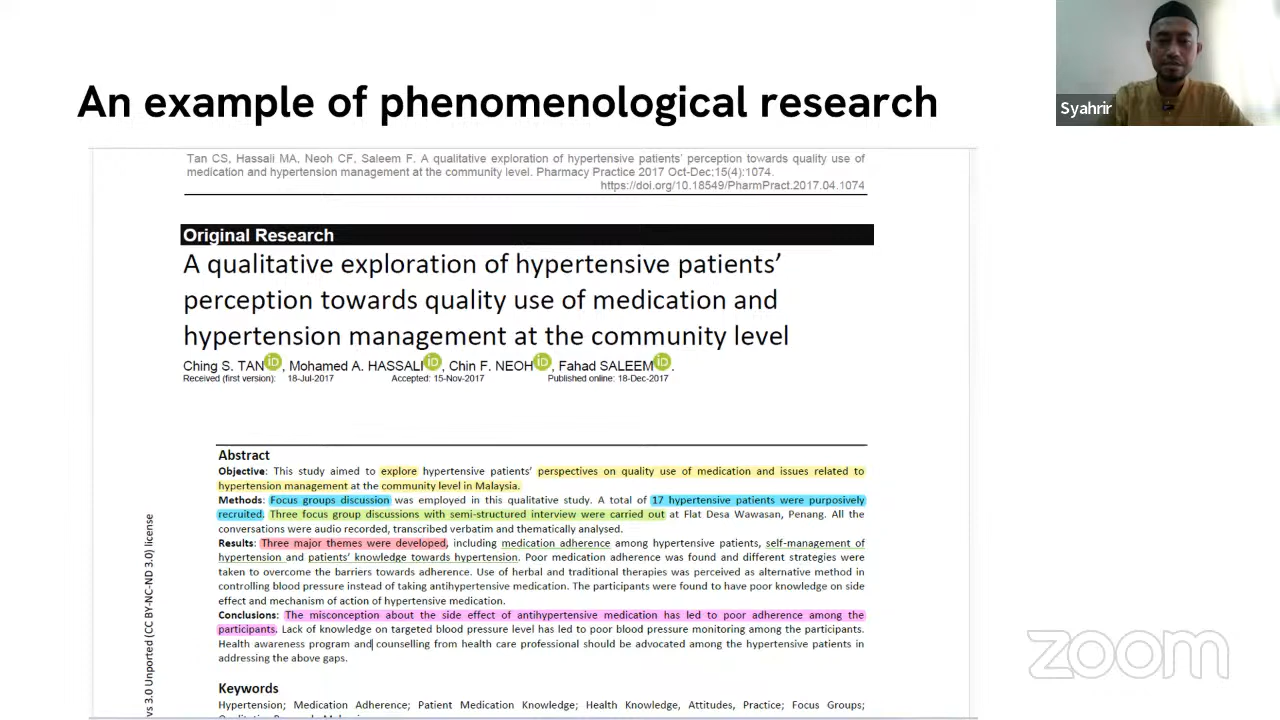 An example of phenomenological research
Syahrir
Tan CS, Hassali MA, Neoh CF, Saleem F. A qualitative exploration of hypertensive patients' perception towards quality use of
medication and hypertension management at the community level. Pharmacy Practice 2017 Oct-Dec;15(4):1074.
https://doi.org/10.18549/PharmPract.2017.04.1074
Original Research
A qualitative exploration of hypertensive patients'
perception towards quality use of medication and
hypertension management at the community level
Ching S. TAN iD, Mohamed A. HASSALI iD, Chin F. NEOH iD, Fahad SALEEM iD.
Received (first version): 18-Jul-2017 Accepted: 15-Nov-2017 Published online: 18-Dec-2017
Abstract
Objective: This study aimed to explore hypertensive patients' perspectives on quality use of medication and issues related to
hypertension management at the community level in Malaysia.
Methods: Focus groups discussion was employed in this qualitative study. A total of 17 hypertensive patients were purposively
recruited. Three focus group discussions with semi-structured interview were carried out at Flat Desa Wawasan, Penang. All the
conversations were audio recorded, transcribed verbatim and thematically analysed.
Results: Three major themes were developed, including medication adherence among hypertensive patients, self-management of
hypertension and patients' knowledge towards hypertension. Poor medication adherence was found and different strategies were
taken to overcome the barriers towards adherence. Use of herbal and traditional therapies was perceived as alternative method in
controlling blood pressure instead of taking antihypertensive medication. The participants were found to have poor knowledge on side
effect and mechanism of action of hypertensive medication.
Conclusions: The misconception about the side effect of antihypertensive medication has led to poor adherence among the
participants. Lack of knowledge on targeted blood pressure level has led to poor blood pressure monitoring among the participants.
Health awareness program and counselling from health care professional should be advocated among the hypertensive patients in
addressing the above gaps.
Keywords
Hypertension; Medication Adherence; Patient Medication Knowledge; Health Knowledge, Attitudes, Practice; Focus Groups;
vs 3.0 Unported (CC BY-NC-ND 3.0) license
zoom